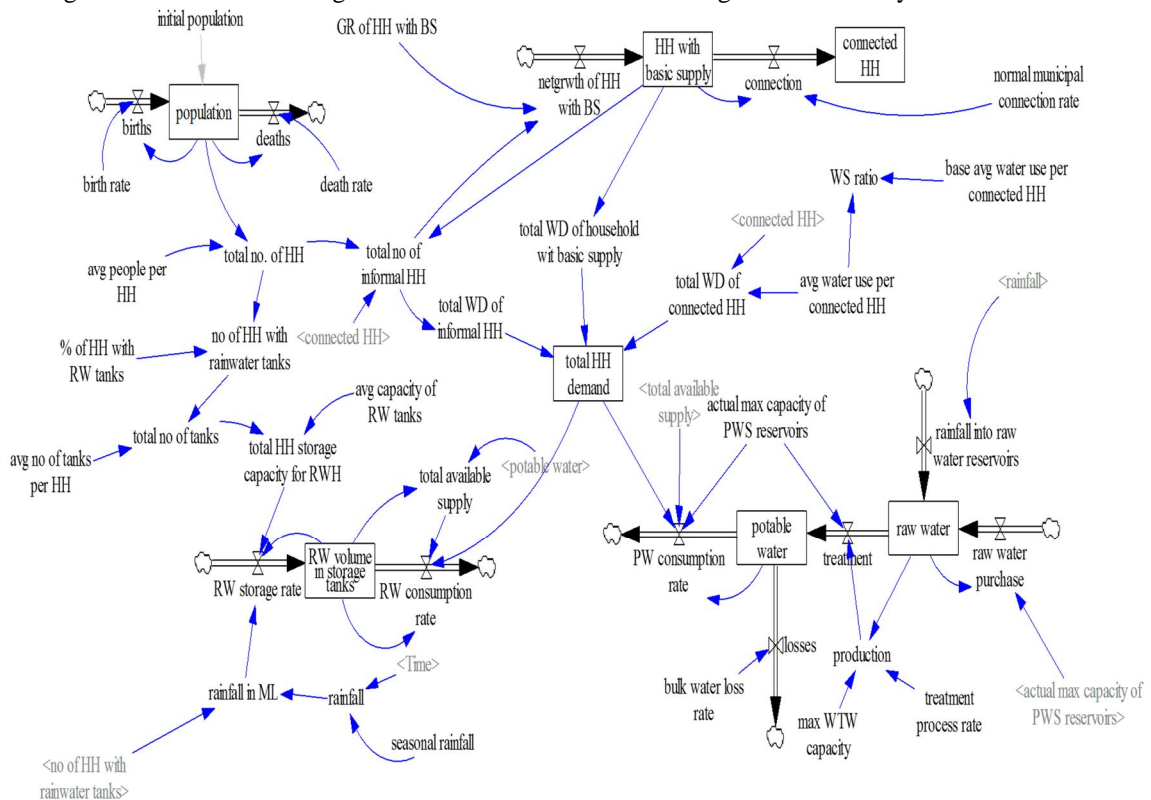 initial population
GR of HH with BS
HH with
basic supply
connected
HH
netgrwth of HH
with BS
connection
normal municipal
connection rate
population
births
deaths
birth rate
death rate
WS ratio
base avg water use per
connected HH
<connected HH>
total WD of household
wit basic supply
avg people per
HH
total no. of HH
total no of
informal HH
total WD of
connected HH
avg water use per
connected HH
<rainfall>
total WD of
informal HH
% of HH with
RW tanks
no of HH with
rainwater tanks
<connected HH>
total HH
demand
avg capacity of
RW tanks
<total available
supply>
actual max capacity of
PWS reservoirs
avg no of tanks
per HH
total no of tanks
total HH storage
capacity for RWH
total available
supply
<potable water>
rainfall into raw
water reservoirs
RW storage rate
RW volume
in storage
tanks
RW consumption
rate
PW consumption
rate
potable
water
treatment
raw water
raw water
purchase
<Time>
losses
production
rainfall in ML
rainfall
bulk water loss
rate
max WTW
capacity
treatment
process rate
<actual max capacity of
PWS reservoirs>
seasonal rainfall
<no of HH with
rainwater tanks>